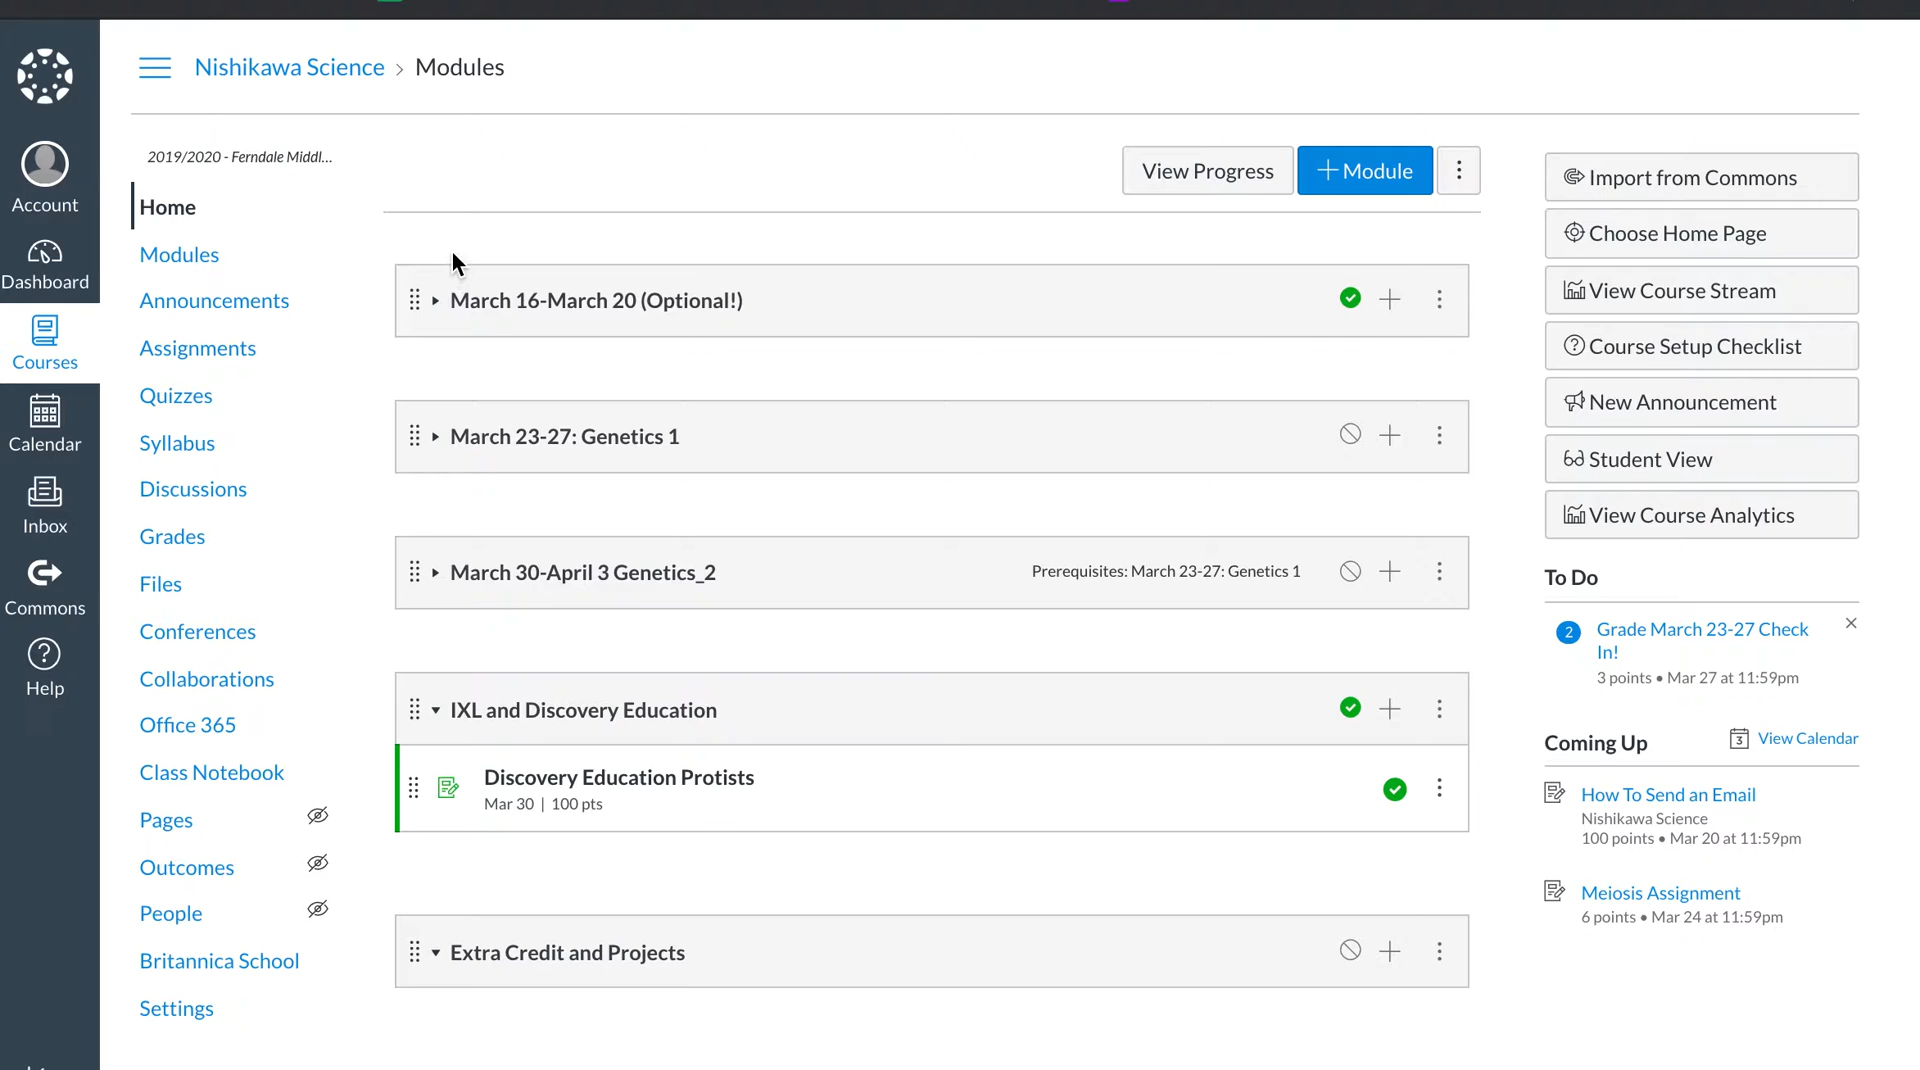 Nishikawa Science › Modules
Account
Dashboard
Courses
Calendar
Inbox
Commons
Help
2019/2020 - Ferndale Middl...
Home
Modules
Announcements
Assignments
Quizzes
Syllabus
Discussions
Grades
Files
Conferences
Collaborations
Office 365
Class Notebook
Pages
Outcomes
People
Britannica School
Settings
View Progress
+ Module
March 16-March 20 (Optional!)
March 23-27: Genetics 1
March 30-April 3 Genetics_2
Prerequisites: March 23-27: Genetics 1
IXL and Discovery Education
Discovery Education Protists
Mar 30 | 100 pts
Extra Credit and Projects
Import from Commons
Choose Home Page
View Course Stream
Course Setup Checklist
New Announcement
Student View
View Course Analytics
To Do
2
Grade March 23-27 Check
In!
3 points • Mar 27 at 11:59pm
Coming Up
3
View Calendar
How To Send an Email
Nishikawa Science
100 points • Mar 20 at 11:59pm
Meiosis Assignment
6 points • Mar 24 at 11:59pm